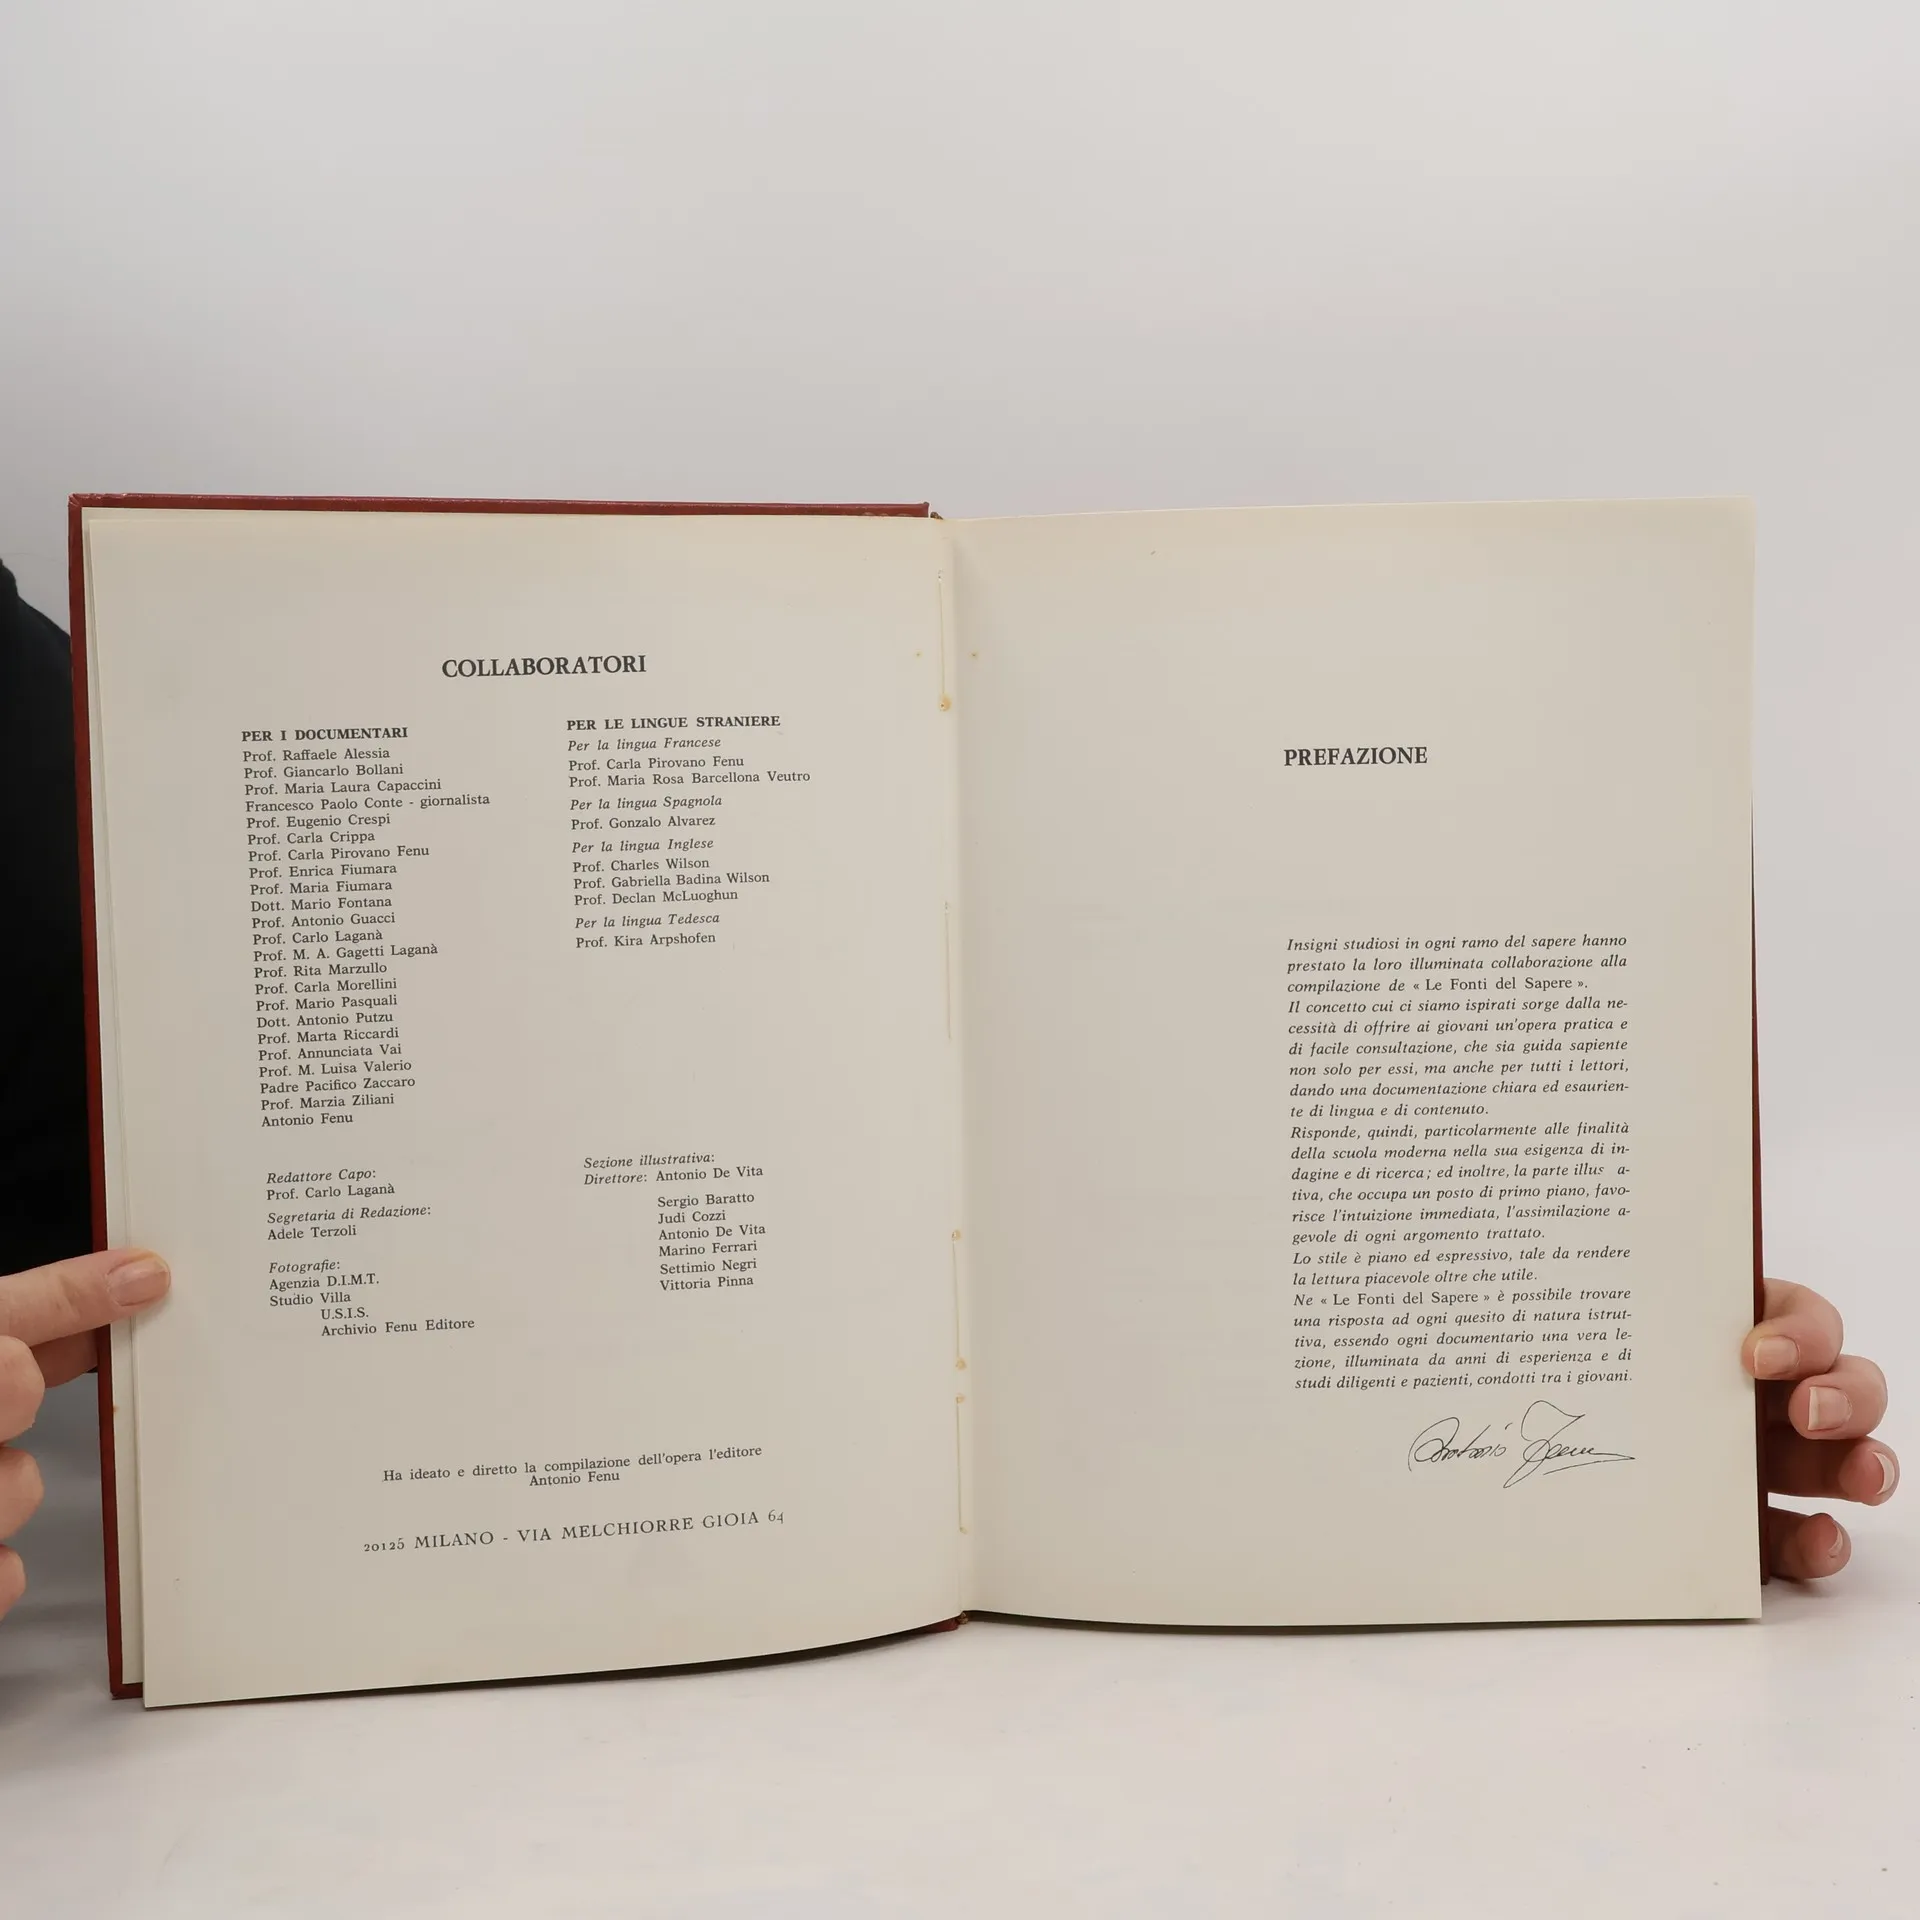 COLLABORATORI
PER I DOCUMENTARI
Prof. Raffaele Alessia
Prof. Giancarlo Bollani
Prof. Maria Laura Capaccini
Francesco Paolo Conte - giornalista
Prof. Eugenio Crespi
Prof. Carla Crippa
Prof. Carla Pirovano Fenu
Prof. Enrica Fiumara
Prof. Maria Fiumara
Dott. Mario Fontana
Prof. Antonio Guacci
Prof. Carlo Laganà
Prof. M. A. Gagetti Laganà
Prof. Rita Marzullo
Prof. Carla Morellini
Prof. Mario Pasquali
Dott. Antonio Putzu
Prof. Marta Riccardi
Prof. Annunciata Vai
Prof. M. Luisa Valerio
Padre Pacifico Zaccaro
Prof. Marzia Ziliani
Antonio Fenu
PER LE LINGUE STRANIERE
Per la lingua Francese
Prof. Carla Pirovano Fenu
Prof. Maria Rosa Barcellona Veutro
Per la lingua Spagnola
Prof. Gonzalo Alvarez
Per la lingua Inglese
Prof. Charles Wilson
Prof. Gabriella Badina Wilson
Prof. Declan McLuoghun
Per la lingua Tedesca
Prof. Kira Arpshofen
Redattore Capo:
Prof. Carlo Laganà
Segretaria di Redazione:
Adele Terzoli
Fotografie:
Agenzia D.I.M.T.
Studio Villa
U.S.I.S.
Archivio Fenu Editore
Sezione illustrativa:
Direttore: Antonio De Vita
Sergio Baratto
Judi Cozzi
Antonio De Vita
Marino Ferrari
Settimio Negri
Vittoria Pinna
Ha ideato e diretto la compilazione dell'opera l'editore
Antonio Fenu
20125 MILANO - VIA MELCHIORRE GIOIA 64
PREFAZIONE
Insigni studiosi in ogni ramo del sapere hanno
prestato la loro illuminata collaborazione alla
compilazione de « Le Fonti del Sapere ».
Il concetto cui ci siamo ispirati sorge dalla ne-
cessità di offrire ai giovani un'opera pratica e
di facile consultazione, che sia guida sapiente
non solo per essi, ma anche per tutti i lettori,
dando una documentazione chiara ed esaurien-
te di lingua e di contenuto.
Risponde, quindi, particolarmente alle finalità
della scuola moderna nella sua esigenza di in-
dagine e di ricerca; ed inoltre, la parte illus a-
tiva, che occupa un posto di primo piano, favo-
risce l'intuizione immediata, l'assimilazione a-
gevole di ogni argomento trattato.
Lo stile è piano ed espressivo, tale da rendere
la lettura piacevole oltre che utile.
Ne « Le Fonti del Sapere » è possibile trovare
una risposta ad ogni quesito di natura istrut-
tiva, essendo ogni documentario una vera le-
zione, illuminata da anni di esperienza e di
studi diligenti e pazienti, condotti tra i giovani.
Antonio Fenu